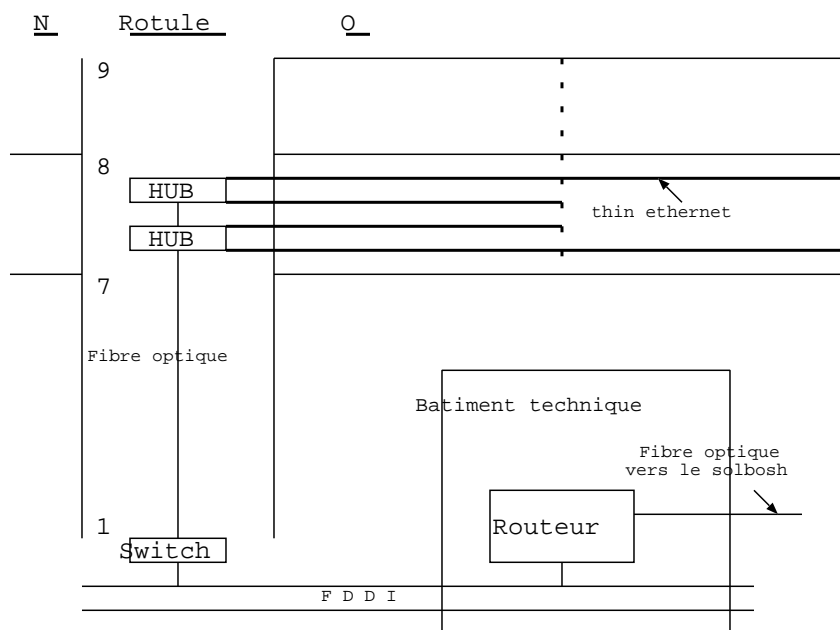 N Rotule O
9
8
HUB
thin ethernet
HUB
7
Fibre optique
Batiment technique
Fibre optique
vers le solbosh
1
Routeur
Switch
F D D I